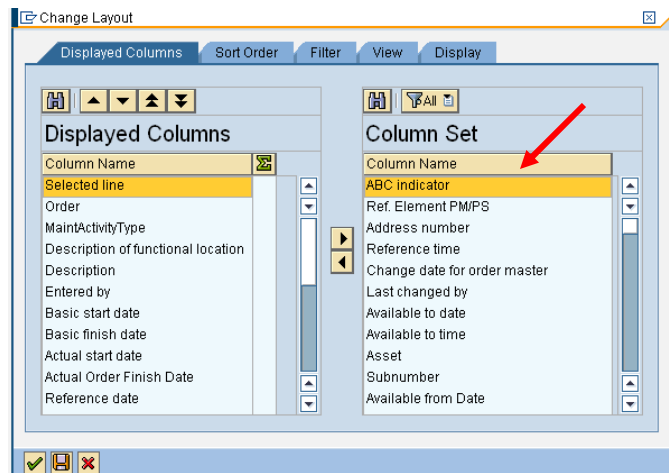 Change Layout
Displayed Columns Sort Order Filter View Display
All
Displayed Columns
Column Name
Selected line
Order
MaintActivityType
Description of functional location
Description
Entered by
Basic start date
Basic finish date
Actual start date
Actual Order Finish Date
Reference date
Column Set
Column Name
ABC indicator
Ref. Element PM/PS
Address number
Reference time
Change date for order master
Last changed by
Available to date
Available to time
Asset
Subnumber
Available from Date